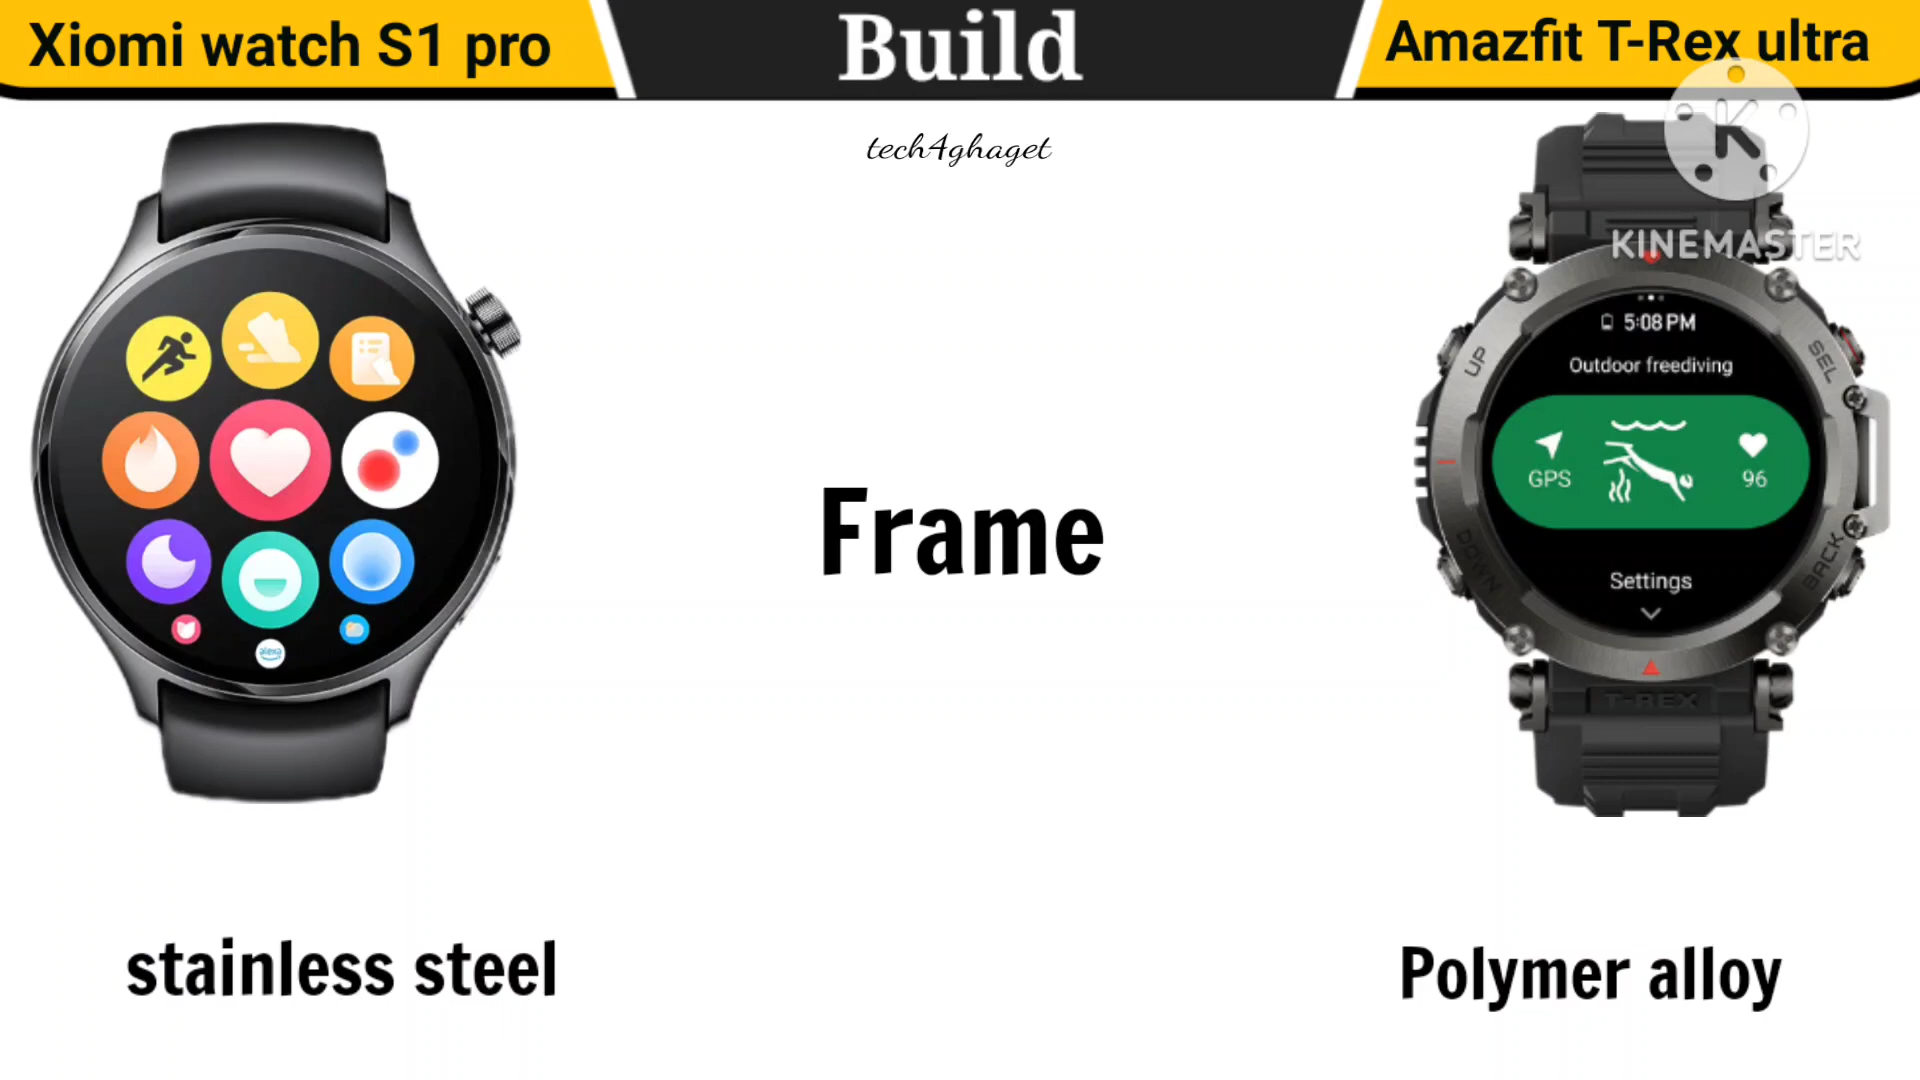 Xiomi watch S1 pro
Build
Amazfit T-Rex ultra
tech4ghaget
KINEMASTER
5:08 PM
UP
SEL
Outdoor freediving
GPS
96
Frame
DOWN
BACK
Settings
alexa
T-REX
stainless steel
Polymer alloy